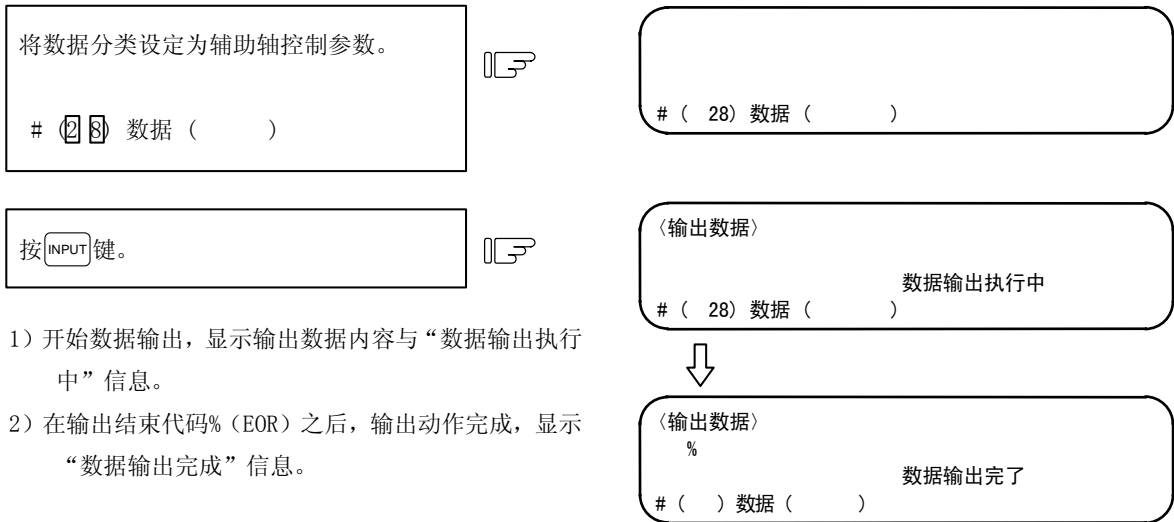 将数据分类设定为辅助轴控制参数。
# (2 8) 数据 (      )
# (  28) 数据 (      )
按INPUT键。
〈输出数据〉
数据输出执行中
# (  28) 数据 (      )
1）开始数据输出，显示输出数据内容与“数据输出执行
中”信息。
2）在输出结束代码%（EOR）之后，输出动作完成，显示
“数据输出完成”信息。
〈输出数据〉
%
数据输出完了
# (   ) 数据 (      )